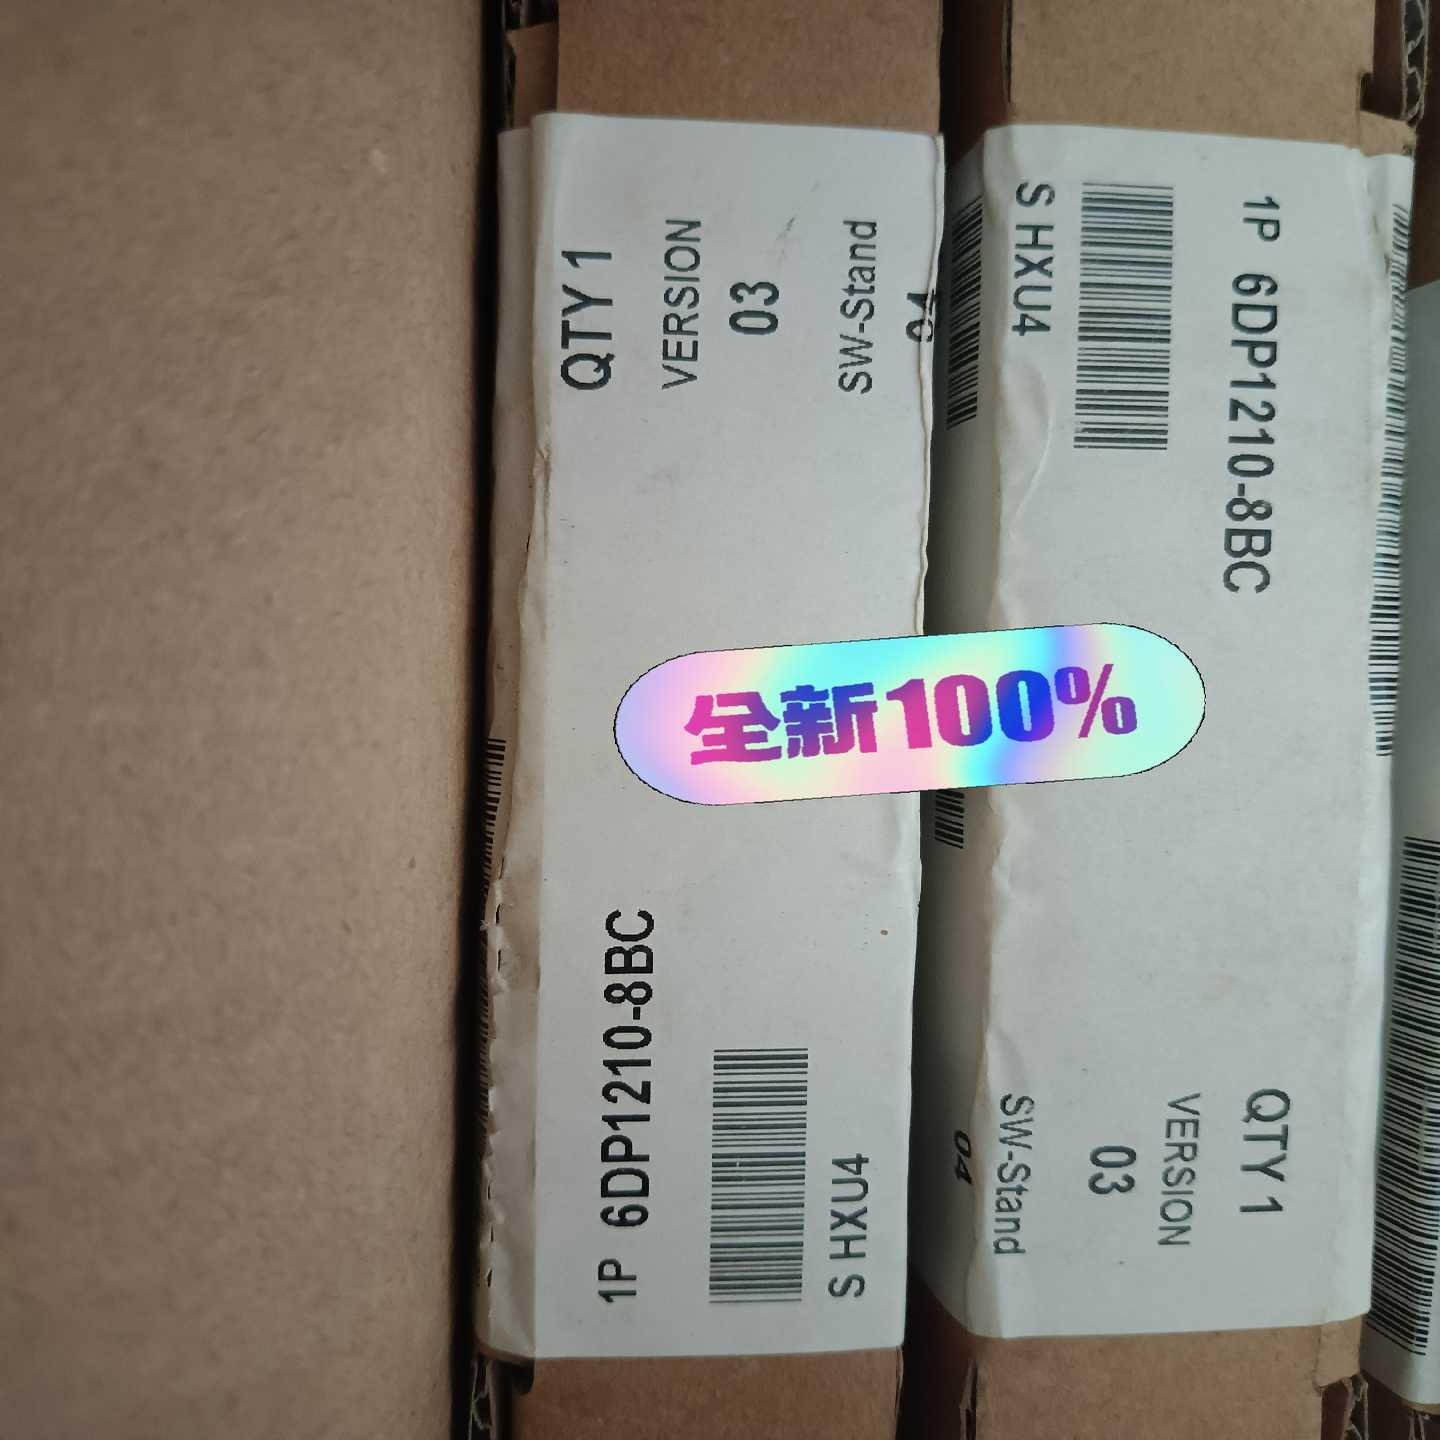 QTY 1
VERSION
03
SW-Stand
1P 6DP1210-8BC
S HXU4
全新100%
S HXU4
1P 6DP1210-8BC
QTY 1
VERSION
03
SW-Stand
04